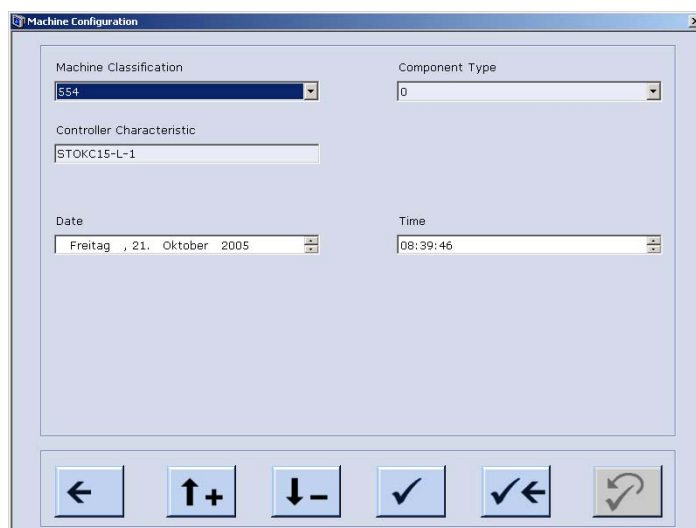 Machine Configuration
Machine Classification
Component Type
554
0
Controller Characteristic
STOKC15-L-1
Date
Time
Freitag , 21. Oktober 2005
08:39:46